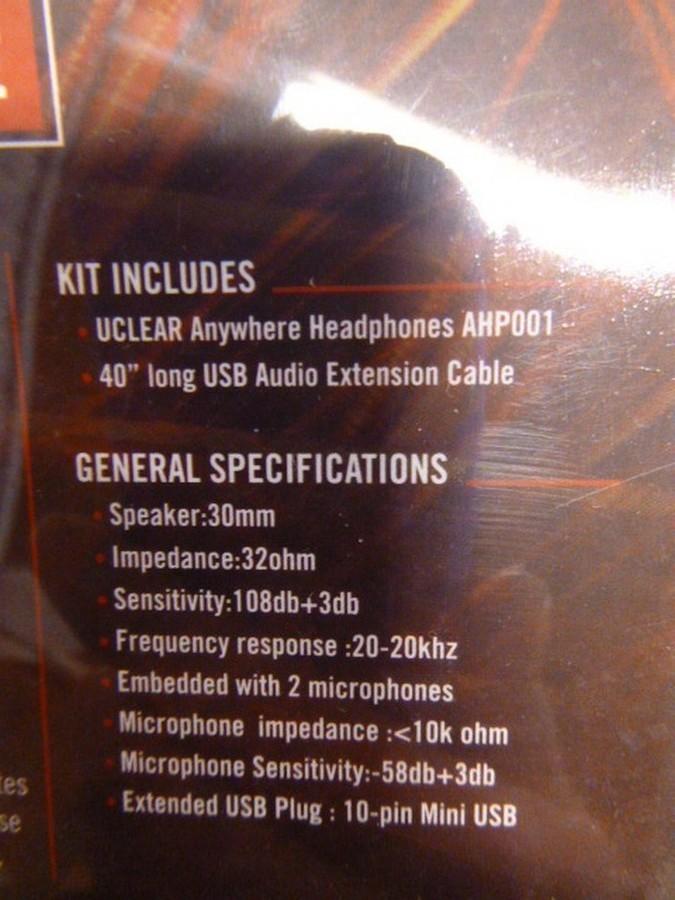 KIT INCLUDES
• UCLEAR Anywhere Headphones AHP001
• 40” long USB Audio Extension Cable
GENERAL SPECIFICATIONS
• Speaker:30mm
• Impedance:32ohm
• Sensitivity:108db+3db
• Frequency response :20-20khz
• Embedded with 2 microphones
• Microphone impedance :<10k ohm
• Microphone Sensitivity:-58db+3db
• Extended USB Plug : 10-pin Mini USB